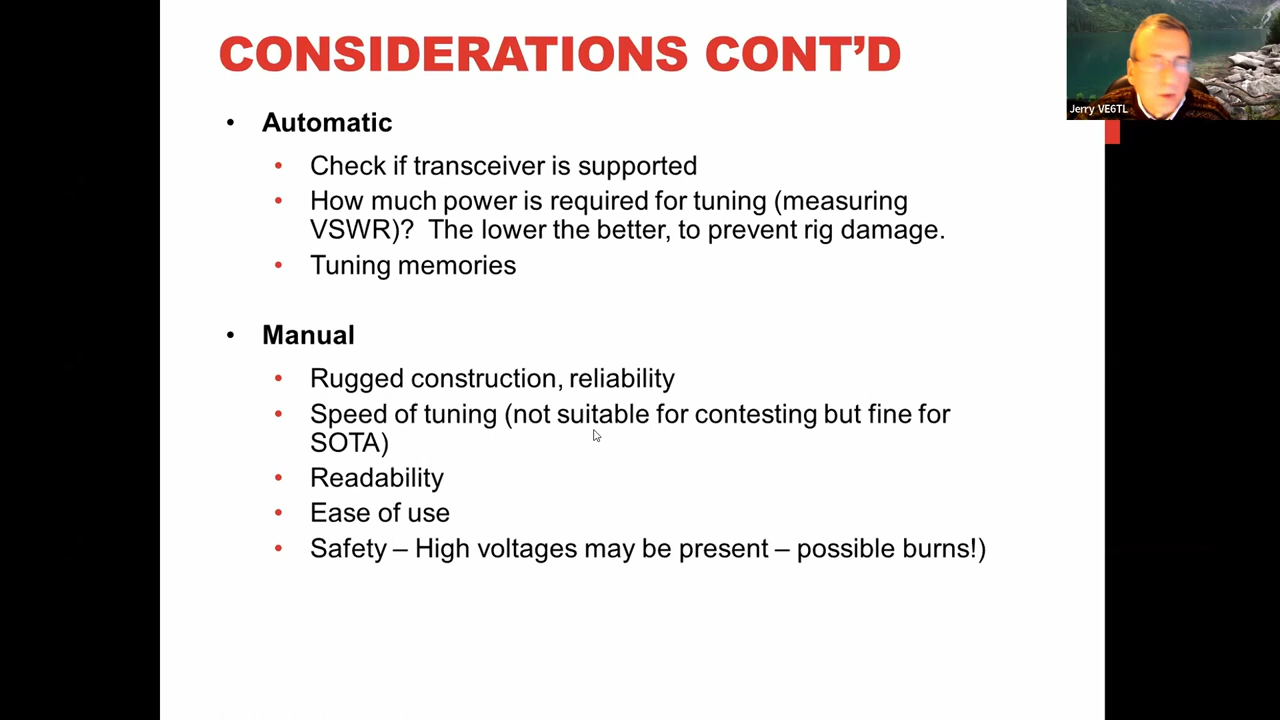 CONSIDERATIONS CONT’D
Jerry VE6TL
• Automatic
• Check if transceiver is supported
• How much power is required for tuning (measuring
VSWR)?  The lower the better, to prevent rig damage.
• Tuning memories
• Manual
• Rugged construction, reliability
• Speed of tuning (not suitable for contesting but fine for
SOTA)
• Readability
• Ease of use
• Safety – High voltages may be present – possible burns!)